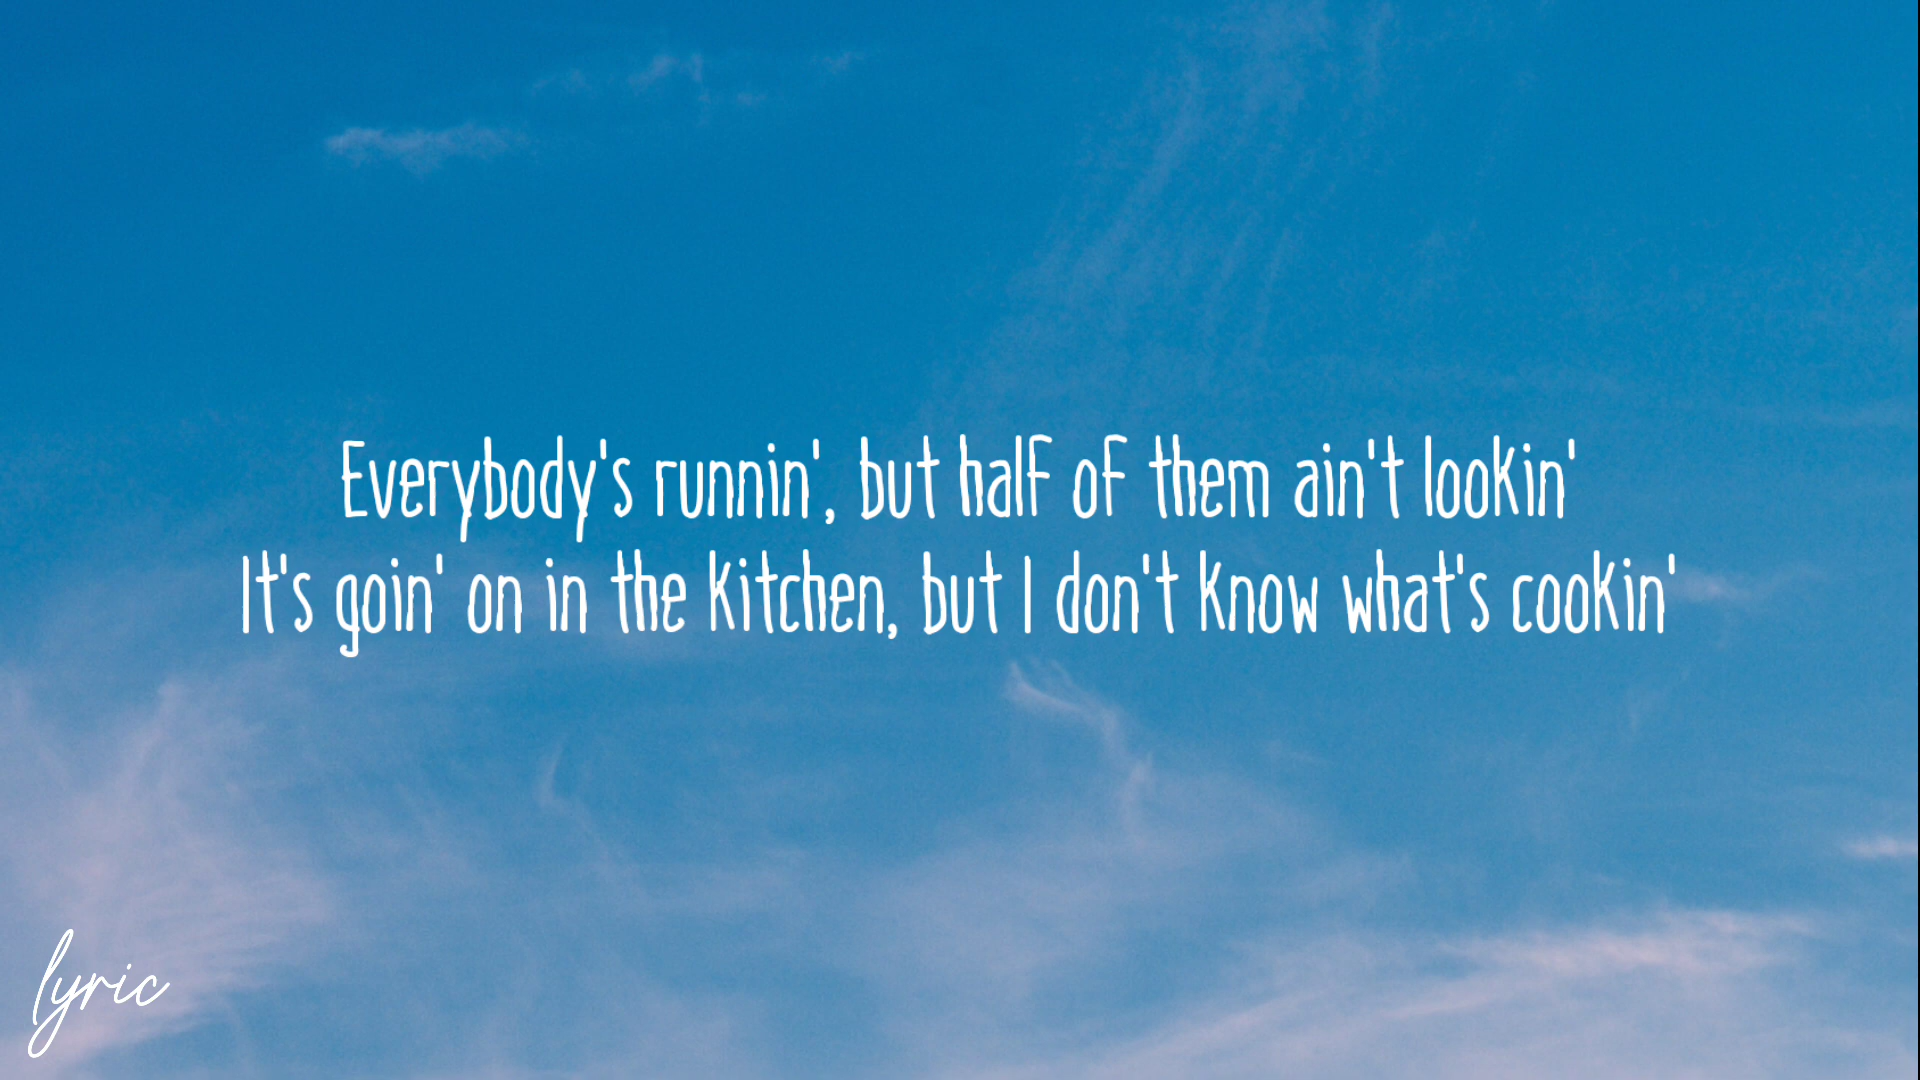 Everybody's runnin', but half of them ain't lookin'
It's goin' on in the kitchen, but I don't know what's cookin'
lyric